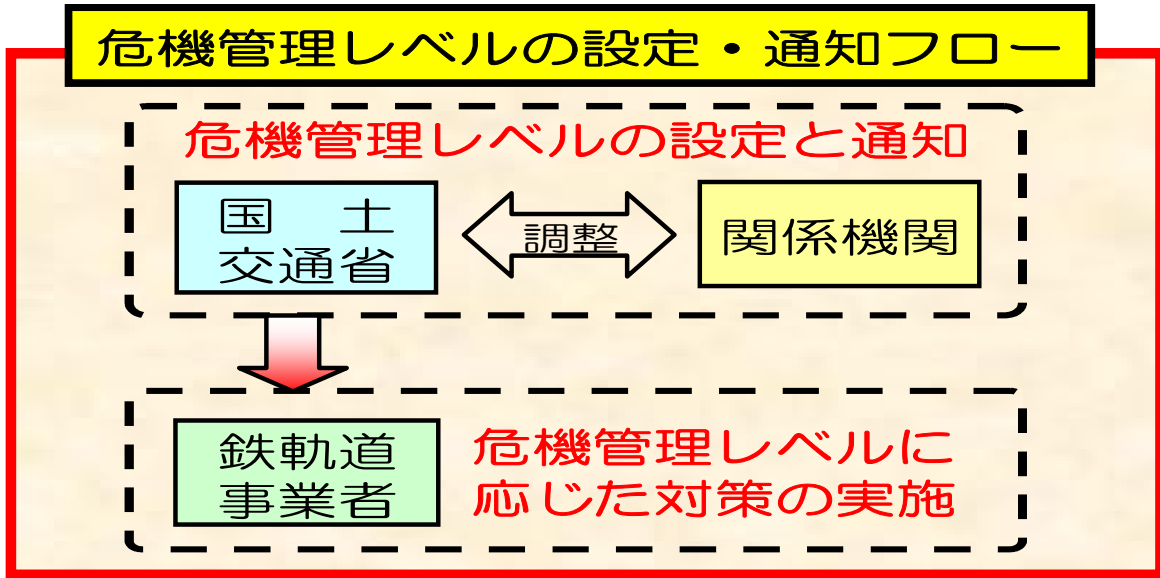 危機管理レベルの設定・通知フロー
危機管理レベルの設定と通知
国　土
交通省
調整
関係機関
鉄軌道
事業者
危機管理レベルに
応じた対策の実施